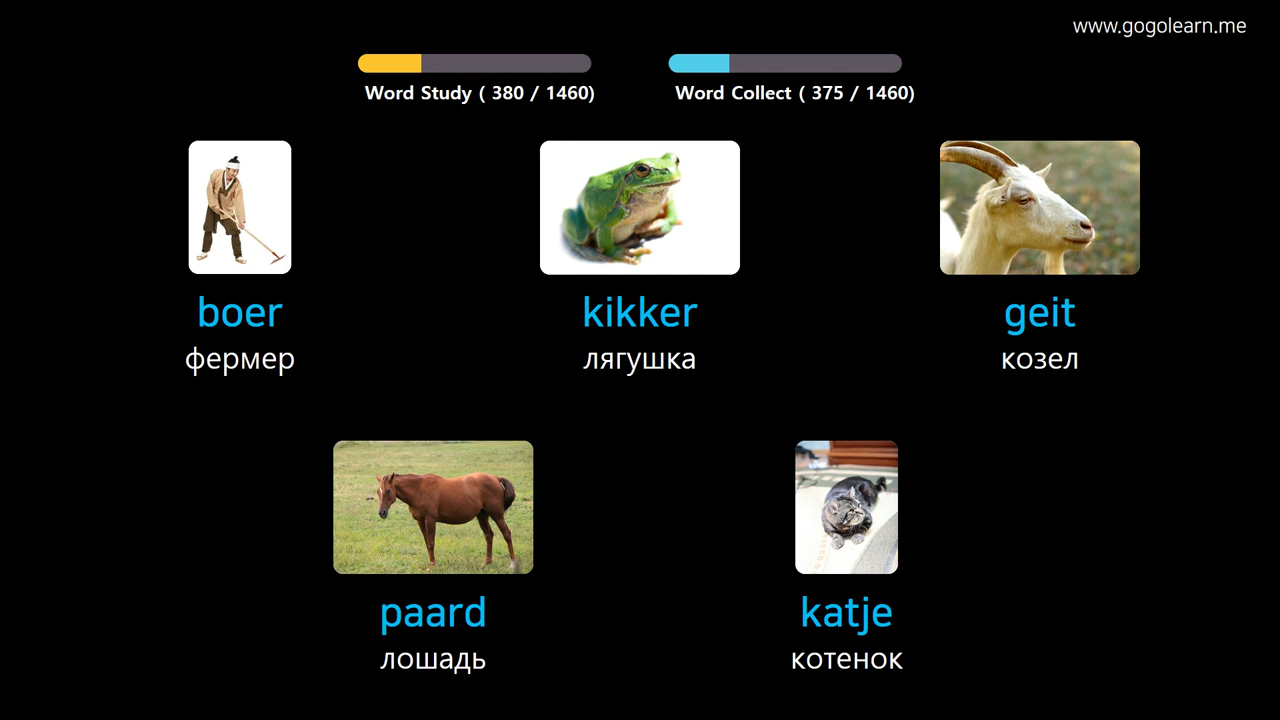 www.gogolearn.me
Word Study ( 380 / 1460)
Word Collect ( 375 / 1460)
boer
фермер
kikker
лягушка
geit
козел
paard
лошадь
katje
котенок